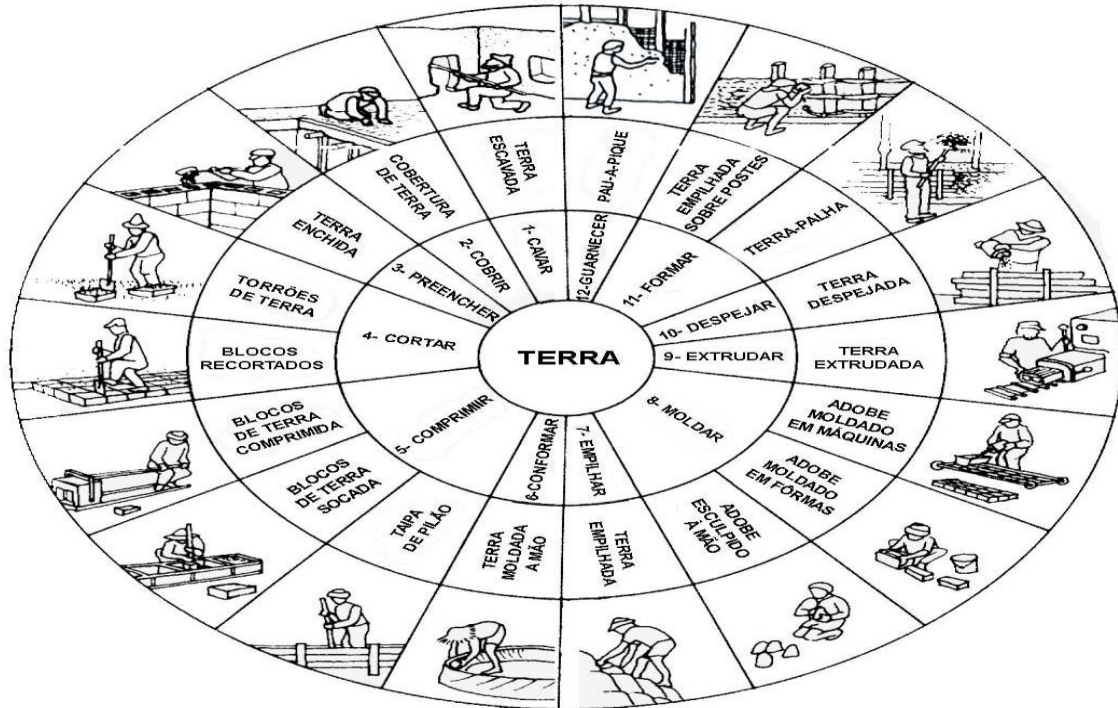 TERRA
1- CAVAR
2- COBRIR
3- PREENCHER
4- CORTAR
5- COMPRIMIR
6-CONFORMAR
7- EMPILHAR
8- MOLDAR
9- EXTRUDAR
10- DESPEJAR
11- FORMAR
12-GUARNECER
TERRA
ESCAVADA
COBERTURA
DE TERRA
TERRA
ENCHIDA
TORRÕES
DE TERRA
BLOCOS
RECORTADOS
BLOCOS
DE TERRA
COMPRIMIDA
BLOCOS
DE TERRA
SOCADA
TAIPA
DE PILÃO
TERRA
MOLDADA
À MÃO
TERRA
EMPILHADA
ADOBE
ESCULPIDO
À MÃO
ADOBE
MOLDADO
EM FÔRMAS
ADOBE
MOLDADO
EM MÁQUINAS
TERRA
EXTRUDADA
TERRA
DESPEJADA
TERRA-PALHA
TERRA
EMPILHADA
SOBRE POSTES
PAU-A-PIQUE